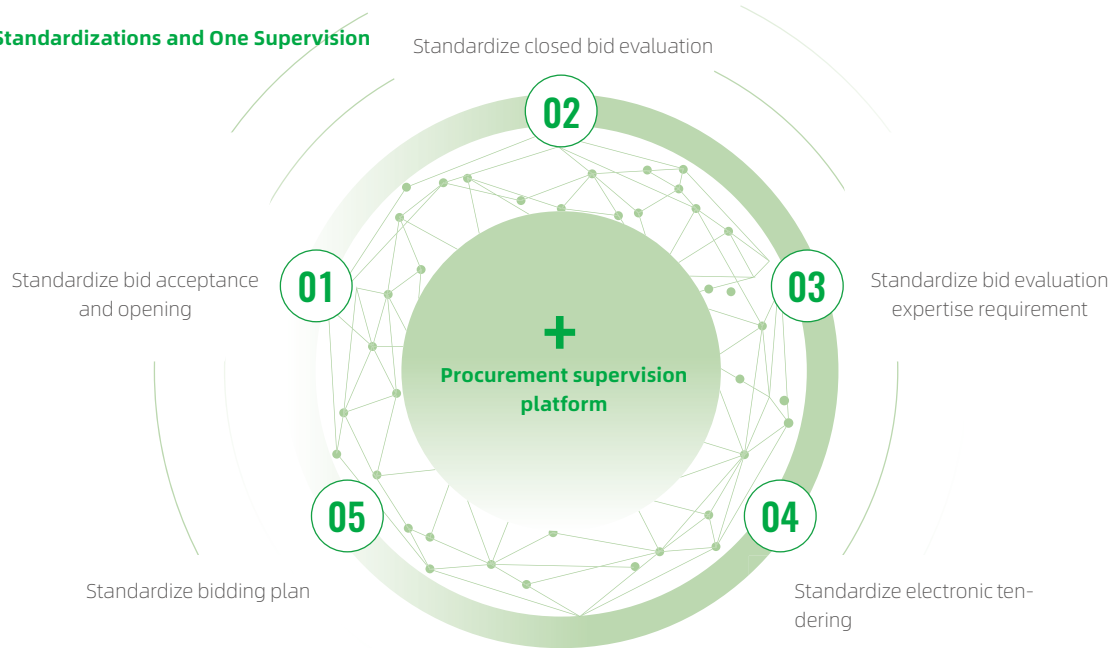 Standardizations and One Supervision
Standardize closed bid evaluation
02
01
Standardize bid acceptance
and opening
03
Standardize bid evaluation
expertise requirement
+
Procurement supervision
platform
05
Standardize bidding plan
04
Standardize electronic ten-
dering